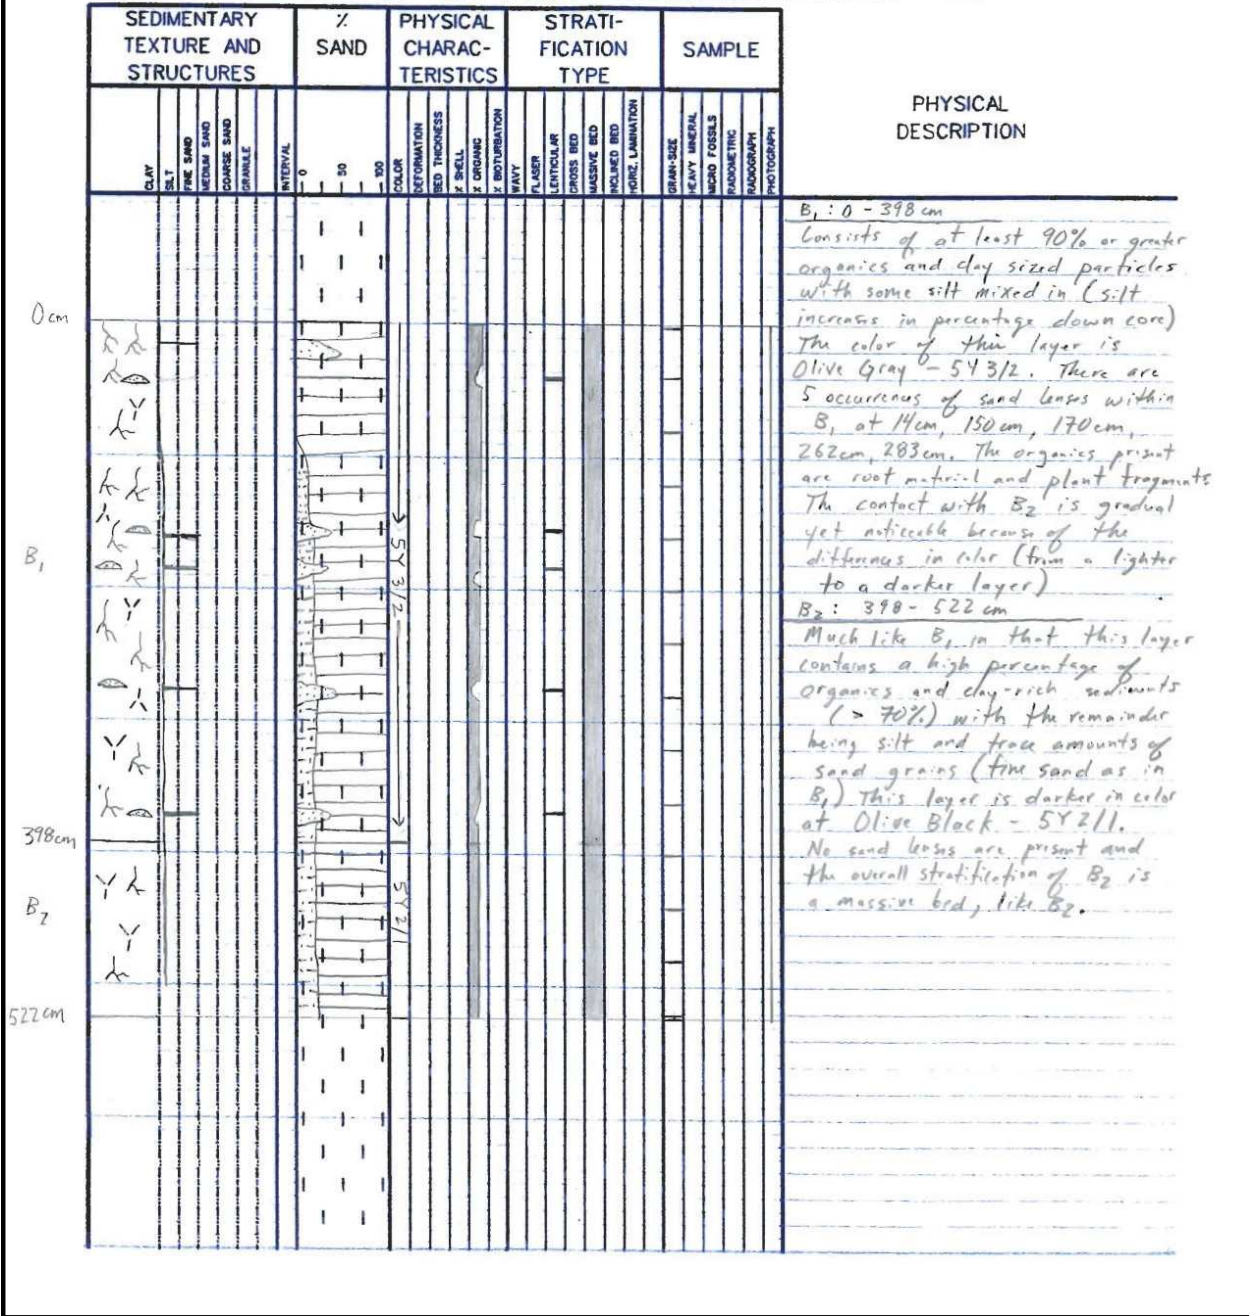 SEDIMENTARY
TEXTURE AND
STRUCTURES
%
SAND
PHYSICAL
CHARAC-
TERISTICS
STRATI-
FICATION
TYPE
SAMPLE
PHYSICAL
DESCRIPTION
CLAY
SILT
FINE SAND
MEDIUM SAND
COARSE SAND
GRANULE
INTERVAL
0
50
100
COLOR
DEFORMATION
BED THICKNESS
% SHELL
% ORGANIC
% BIOTURBATION
WAVY
FLASER
LENTICULAR
CROSS BED
MASSIVE BED
INCLINED BED
HORIZ. LAMINATION
GRAIN-SIZE
HEAVY MINERAL
MICRO FOSSILS
RADIOMETRIC
RADIOGRAPH
PHOTOGRAPH
0cm
B1
398cm
B2
522cm
5Y 3/2
5Y2/1
B1 : 0 - 398 cm
Consists of at least 90% or greater
organics and clay sized particles
with some silt mixed in (silt
increases in percentage down core)
The color of this layer is
Olive Gray - 5Y 3/2. There are
5 occurrences of sand lenses within
B1 at 14cm, 150cm, 170cm,
262cm, 283cm. The organics present
are root material and plant fragments
The contact with B2 is gradual
yet noticeable because of the
differences in color (from a lighter
to a darker layer)
B2 : 398 - 522 cm
Much like B1 in that this layer
contains a high percentage of
organics and clay-rich sediments
(> 70%) with the remainder
being silt and trace amounts of
sand grains (fine sand as in
B1) This layer is darker in color
at Olive Black - 5Y2/1.
No sand lenses are present and
the overall stratification of B2 is
a massive bed, like B2.